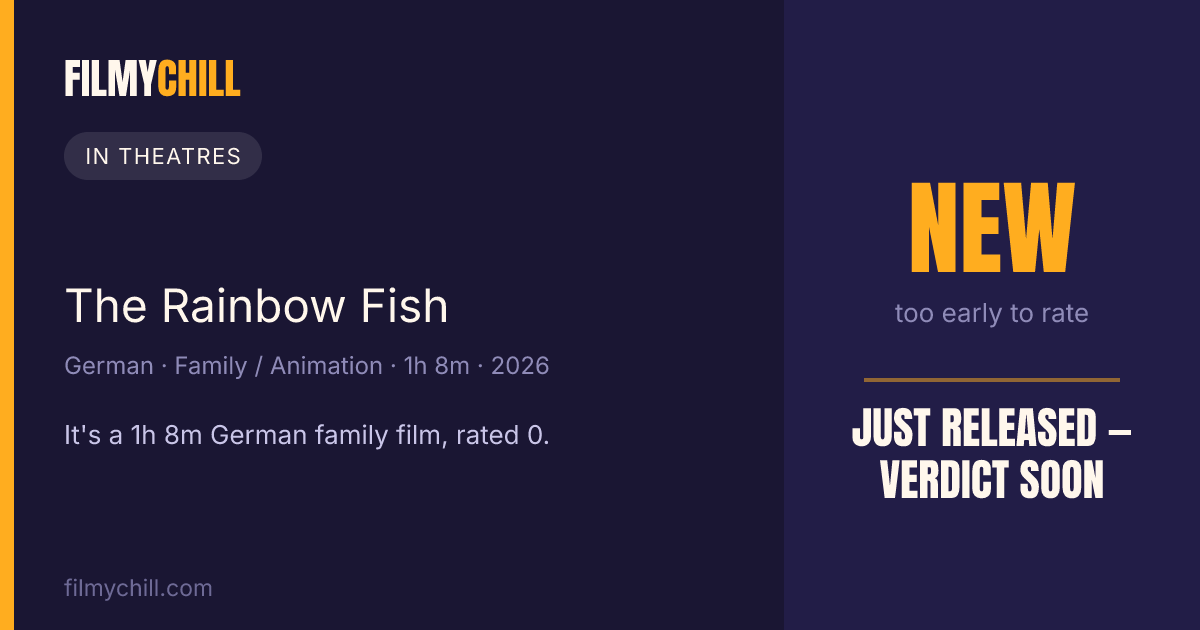 FILMYCHILL
IN THEATRES
The Rainbow Fish
German · Family / Animation · 1h 8m · 2026
It's a 1h 8m German family film, rated 0.
filmychill.com
NEW
too early to rate
JUST RELEASED –
VERDICT SOON